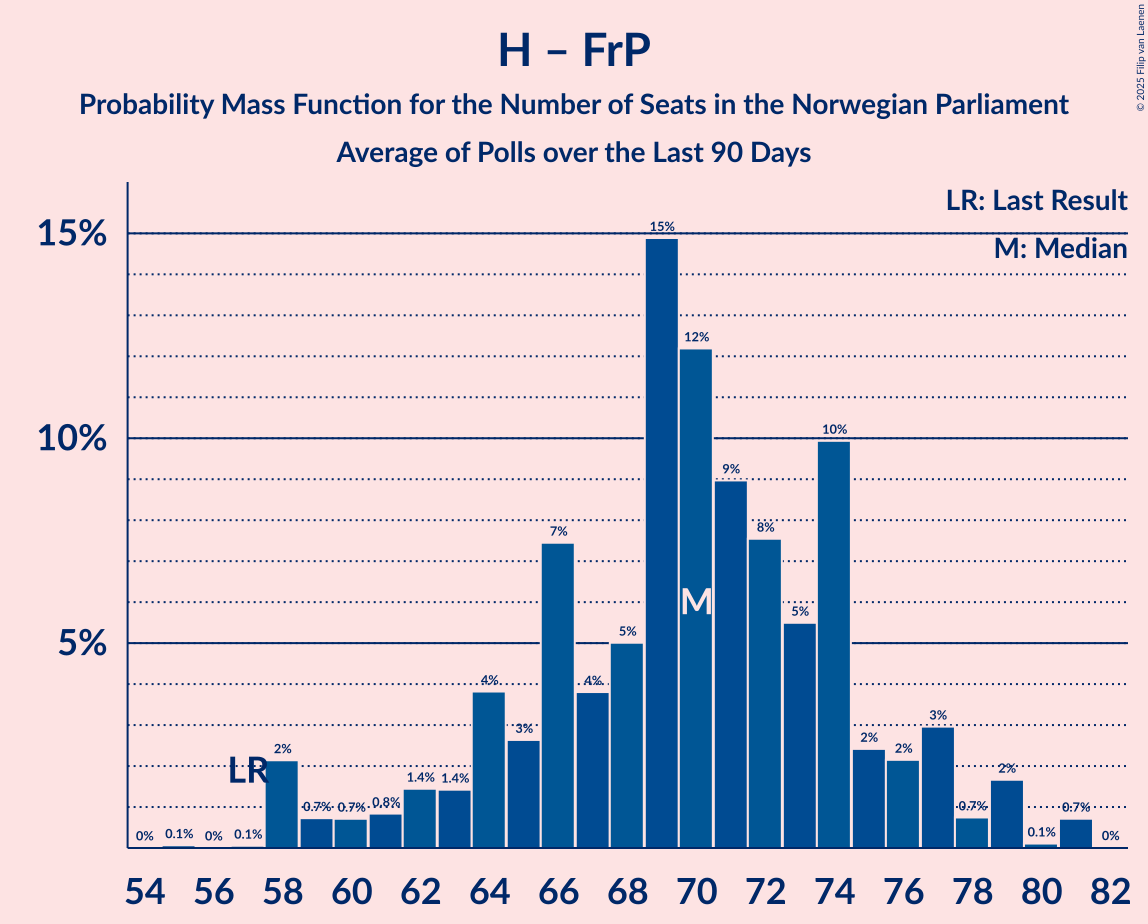 © 2025 Filip van Laenen
H – FrP
Probability Mass Function for the Number of Seats in the Norwegian Parliament
Average of Polls over the Last 90 Days
LR: Last Result
M: Median
15%
10%
5%
0% 0.1% 0% 0.1% 2% 0.7% 0.7% 0.8% 1.4% 1.4% 4% 3% 7% 4% 5% 15% 12% 9% 8% 5% 10% 2% 2% 3% 0.7% 2% 0.1% 0.7% 0%
LR
M
54 56 58 60 62 64 66 68 70 72 74 76 78 80 82